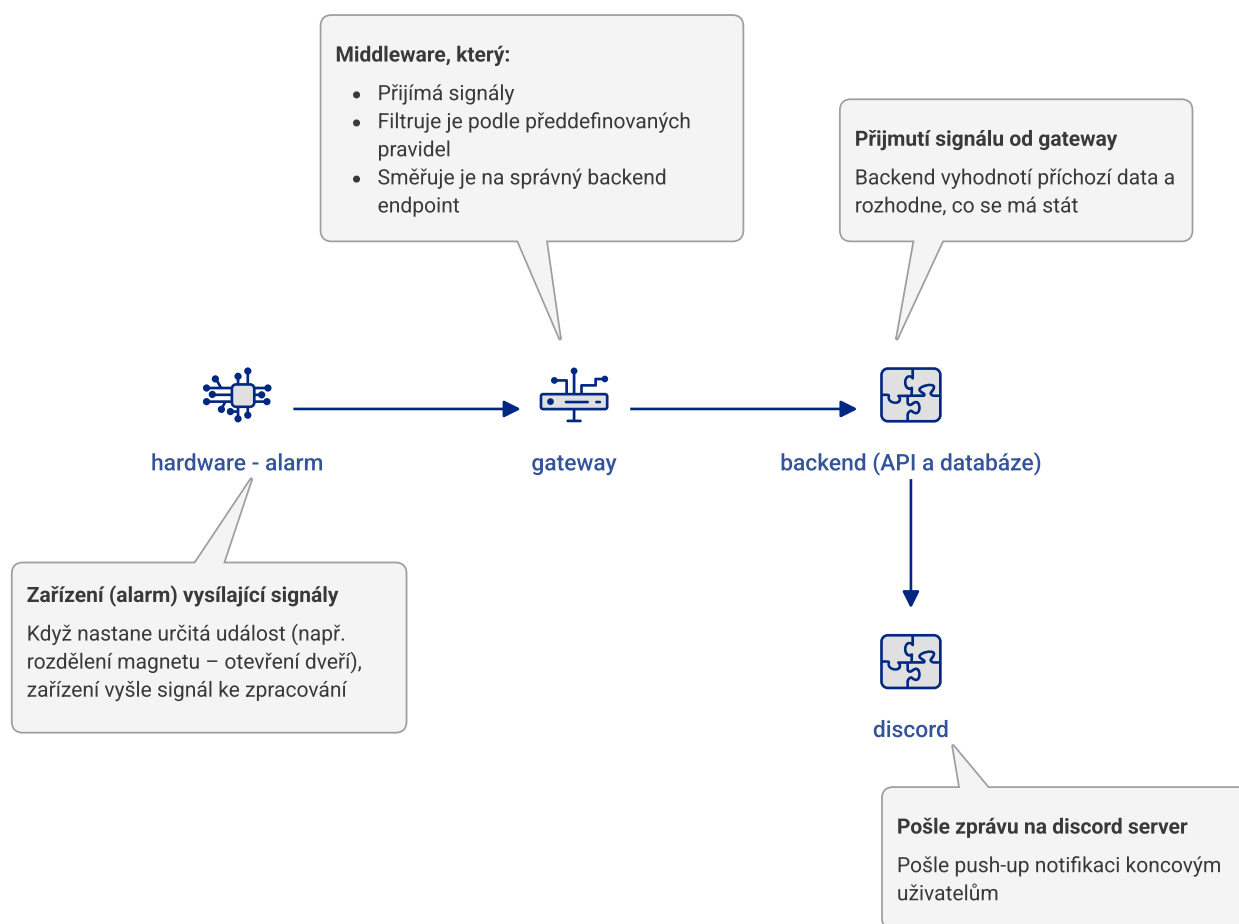 Middleware, který:
• Přijímá signály
• Filtruje je podle předdefinovaných
pravidel
• Směřuje je na správný backend
endpoint
Přijmutí signálu od gateway
Backend vyhodnotí příchozí data a
rozhodne, co se má stát
hardware - alarm
gateway
backend (API a databáze)
Zařízení (alarm) vysílající signály
Když nastane určitá událost (např.
rozdělení magnetu – otevření dveří),
zařízení vyšle signál ke zpracování
discord
Pošle zprávu na discord server
Pošle push-up notifikaci koncovým
uživatelům